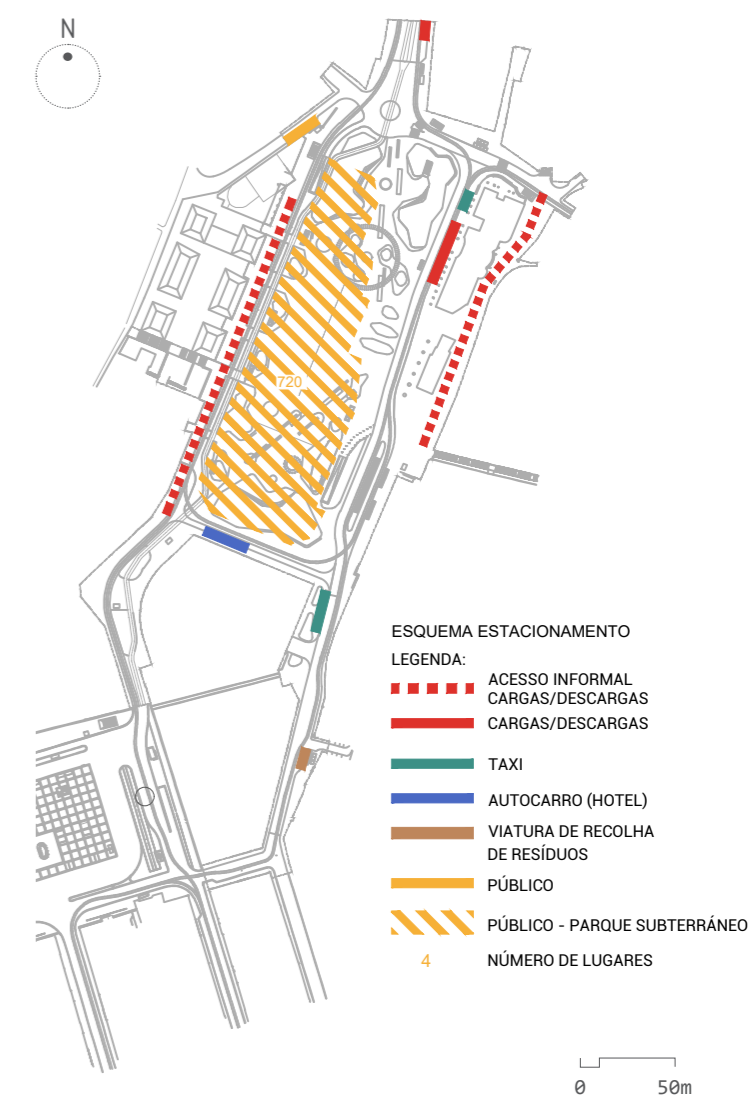 N
720
ESQUEMA ESTACIONAMENTO
LEGENDA:
ACESSO INFORMAL
CARGAS/DESCARGAS
CARGAS/DESCARGAS
TAXI
AUTOCARRO (HOTEL)
VIATURA DE RECOLHA
DE RESÍDUOS
PÚBLICO
PÚBLICO - PARQUE SUBTERRÁNEO
4 NÚMERO DE LUGARES
0 50m